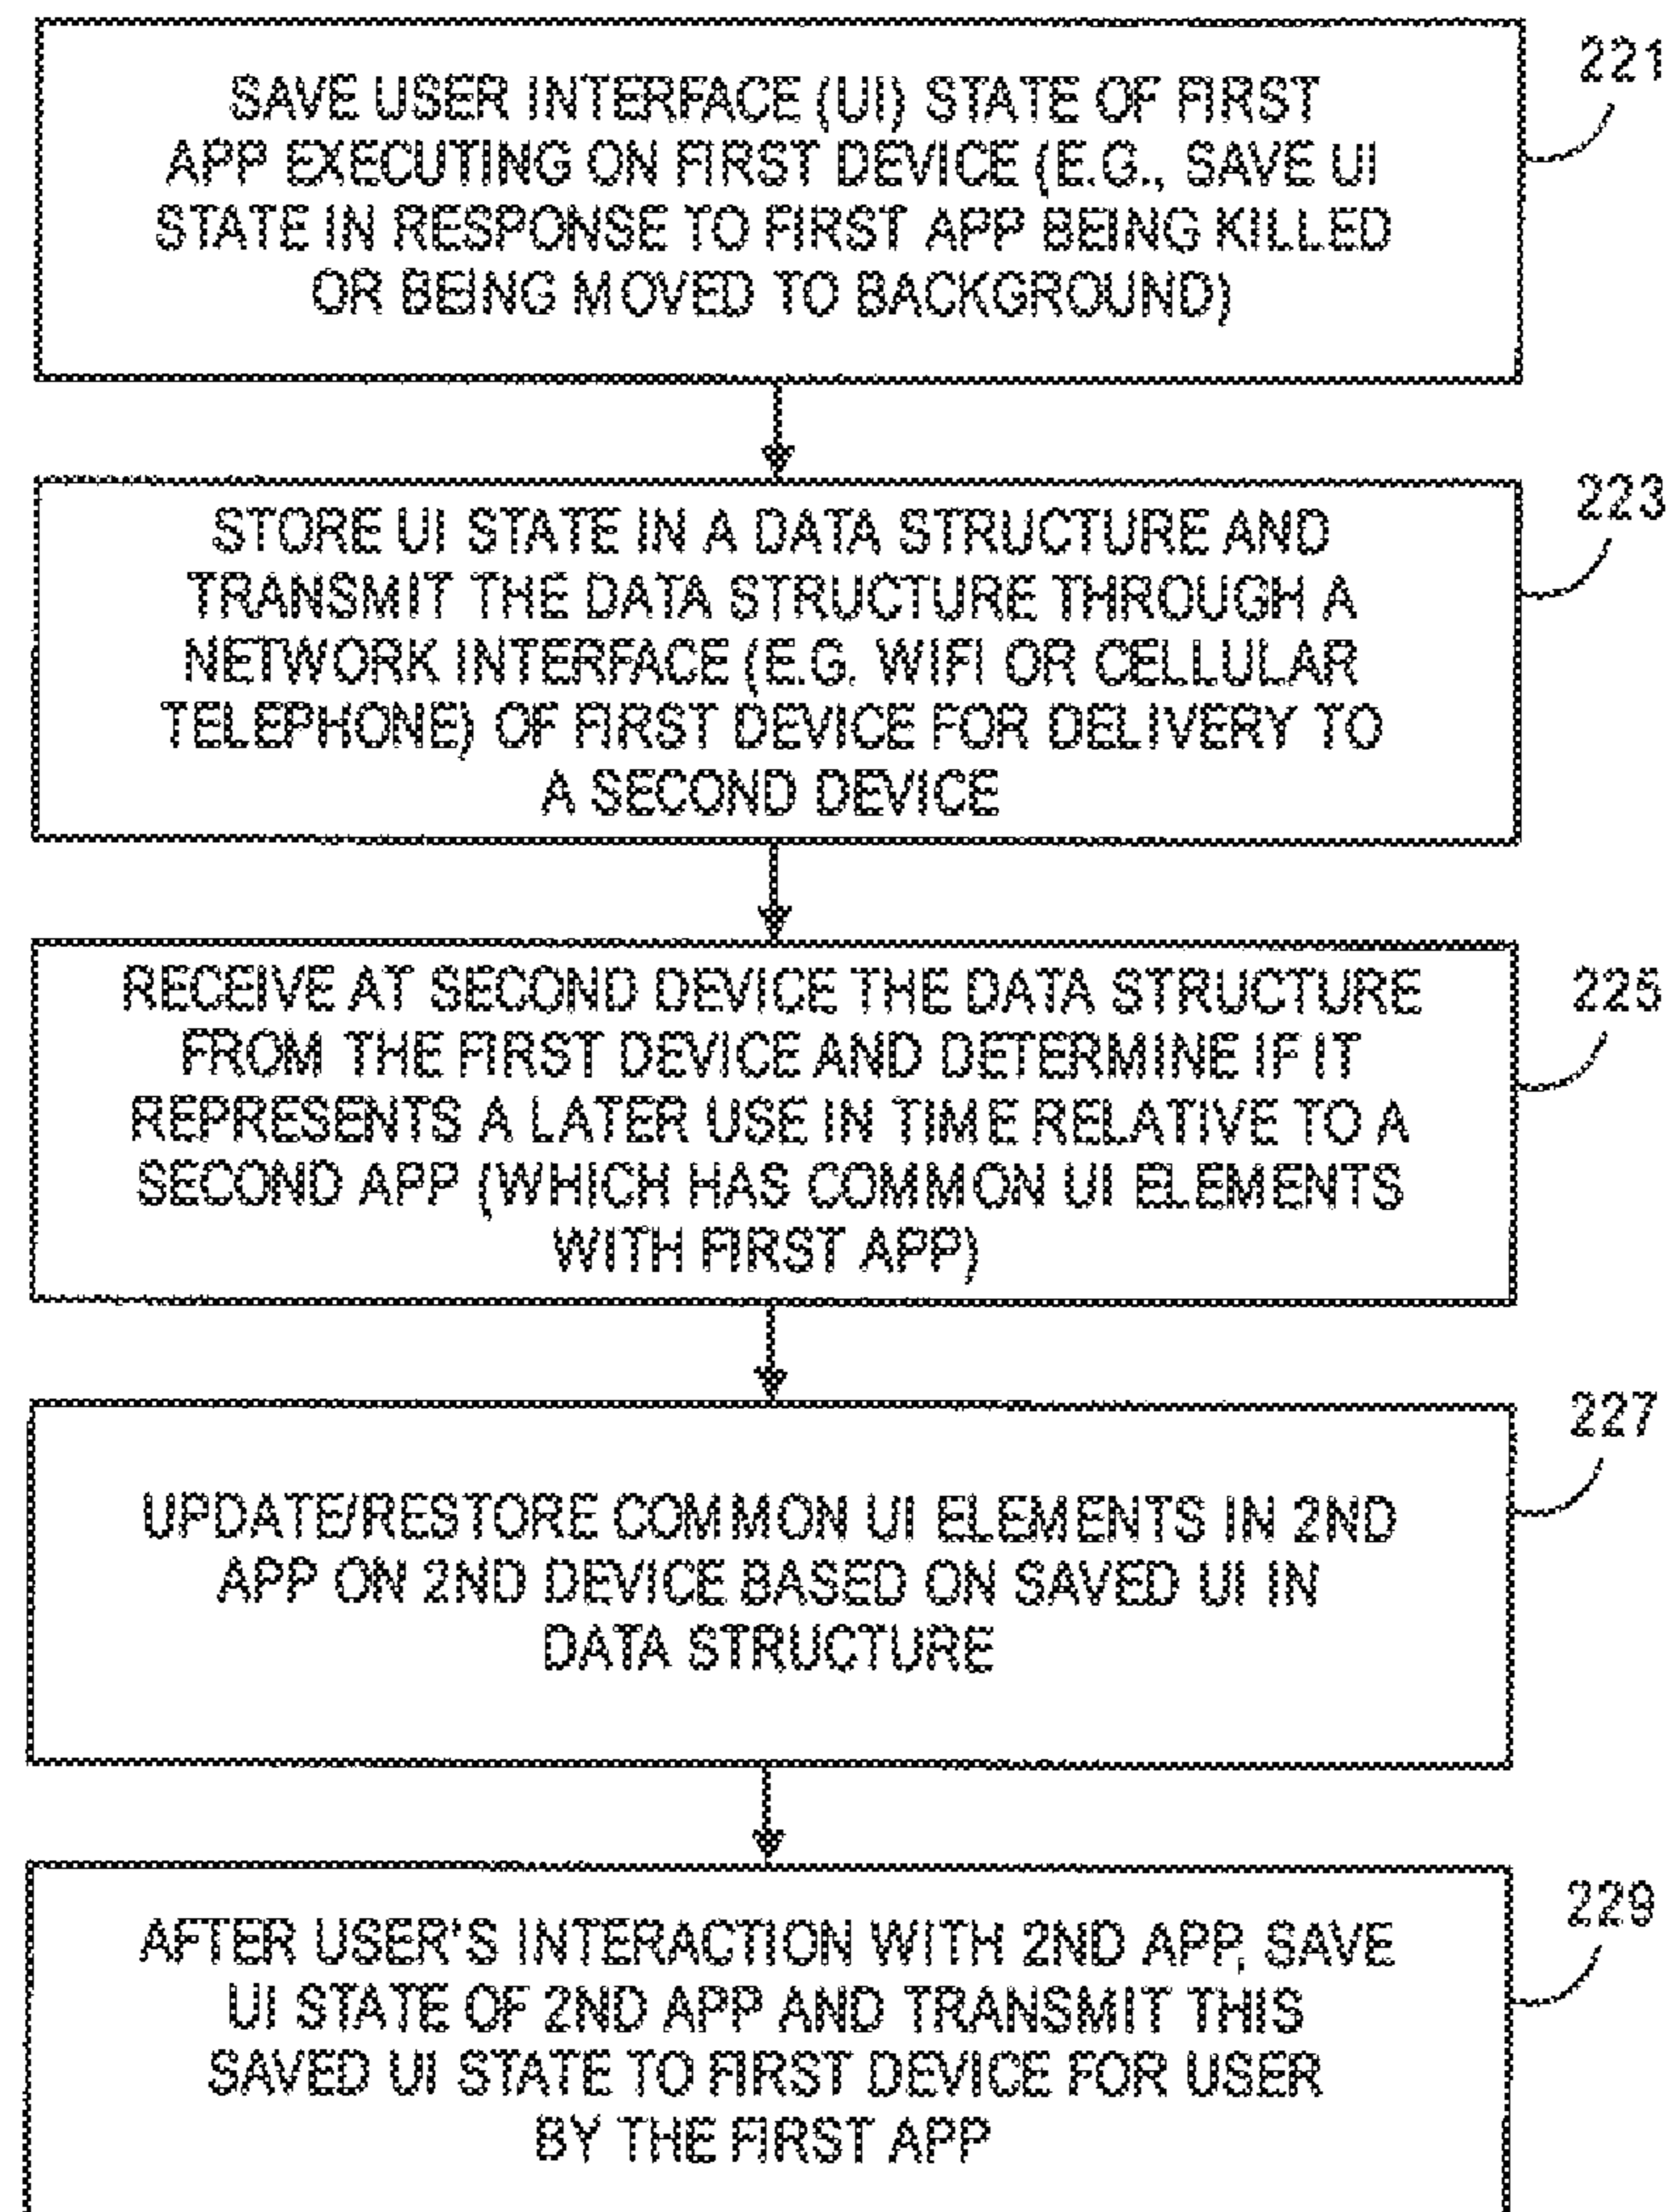 SAVE USER INTERFACE (UI) STATE OF FIRST
APP EXECUTING ON FIRST DEVICE (E.G., SAVE UI
STATE IN RESPONSE TO FIRST APP BEING KILLED
OR BEING MOVED TO BACKGROUND)
221
STORE UI STATE IN A DATA STRUCTURE AND
TRANSMIT THE DATA STRUCTURE THROUGH A
NETWORK INTERFACE (E.G. WIFI OR CELLULAR
TELEPHONE) OF FIRST DEVICE FOR DELIVERY TO
A SECOND DEVICE
223
RECEIVE AT SECOND DEVICE THE DATA STRUCTURE
FROM THE FIRST DEVICE AND DETERMINE IF IT
REPRESENTS A LATER USE IN TIME RELATIVE TO A
SECOND APP (WHICH HAS COMMON UI ELEMENTS
WITH FIRST APP)
225
UPDATE/RESTORE COMMON UI ELEMENTS IN 2ND
APP ON 2ND DEVICE BASED ON SAVED UI IN
DATA STRUCTURE
227
AFTER USER'S INTERACTION WITH 2ND APP, SAVE
UI STATE OF 2ND APP AND TRANSMIT THIS
SAVED UI STATE TO FIRST DEVICE FOR USER
BY THE FIRST APP
229